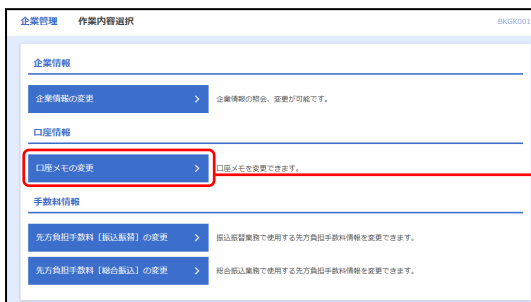 企業管理 作業内容選択 BKGK001
企業情報
企業情報の変更 企業情報の照会、変更が可能です。
口座情報
口座メモの変更 口座メモを変更できます。
手数料情報
先方負担手数料［振込振替］の変更 振込振替業務で使用する先方負担手数料情報を変更できます。
先方負担手数料［総合振込］の変更 総合振込業務で使用する先方負担手数料情報を変更できます。